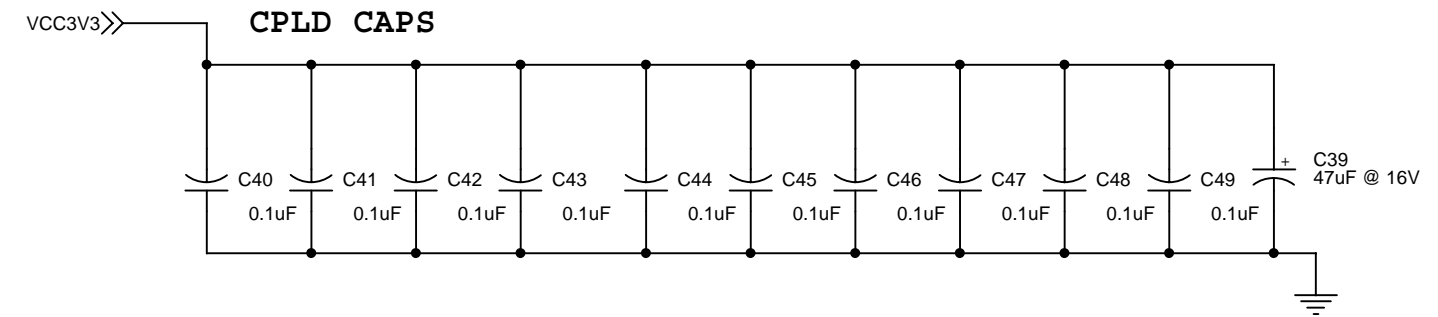 VCC3V3
CPLD CAPS
C40 C41 C42 C43 C44 C45 C46 C47 C48 C49
0.1uF 0.1uF 0.1uF 0.1uF 0.1uF 0.1uF 0.1uF 0.1uF 0.1uF 0.1uF
+ C39
47uF @ 16V